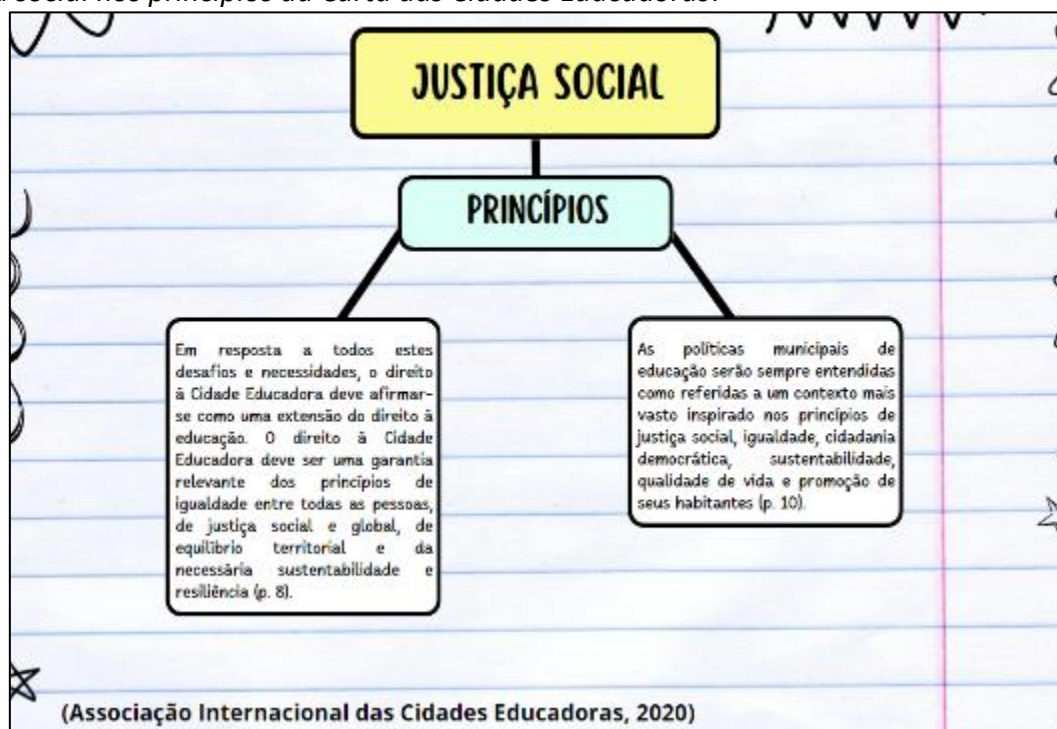 social nos princípios da Carta das Cidades Educadoras.
JUSTIÇA SOCIAL
PRINCÍPIOS
Em resposta a todos estes
desafios e necessidades, o direito
à Cidade Educadora deve afirmar-
se como uma extensão do direito à
educação. O direito à Cidade
Educadora deve ser uma garantia
relevante dos princípios de
igualdade entre todas as pessoas,
de justiça social e global, de
equilíbrio territorial e da
necessária sustentabilidade e
resiliência (p. 8).
As políticas municipais de
educação serão sempre entendidas
como referidas a um contexto mais
vasto inspirado nos princípios de
justiça social, igualdade, cidadania
democrática, sustentabilidade,
qualidade de vida e promoção de
seus habitantes (p. 10).
(Associação Internacional das Cidades Educadoras, 2020)